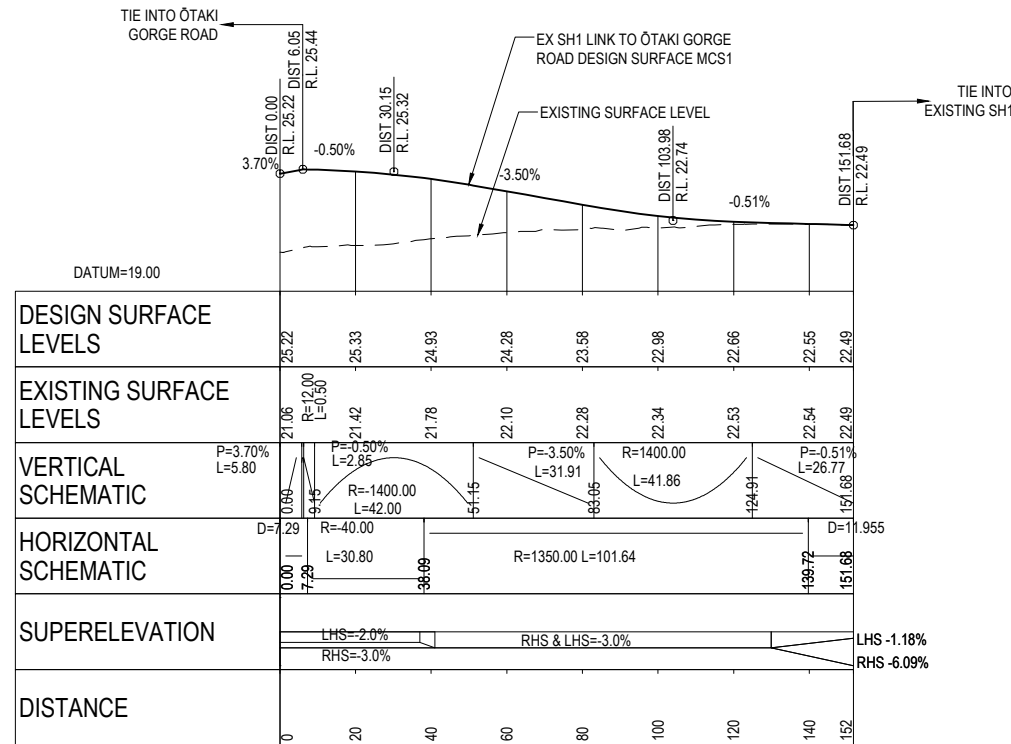 TIE INTO ŌTAKI
GORGE ROAD
DIST 0.00
R.L. 25.22
DIST 6.05
R.L. 25.44
DIST 30.15
R.L. 25.32
EX SH1 LINK TO ŌTAKI GORGE
ROAD DESIGN SURFACE MCS1
EXISTING SURFACE LEVEL
DIST 103.98
R.L. 22.74
DIST 151.68
R.L. 22.49
TIE INTO
EXISTING SH1
3.70%
-0.50%
-3.50%
-0.51%
DATUM=19.00
DESIGN SURFACE
LEVELS
25.22 25.33 24.93 24.28 23.58 22.98 22.66 22.55 22.49
EXISTING SURFACE
LEVELS
21.06 21.42 21.78 22.10 22.28 22.34 22.53 22.54 22.49
R=12.00
L=0.50
VERTICAL
SCHEMATIC
P=3.70%
L=5.80
P=-0.50%
L=2.85
R=-1400.00
L=42.00
P=-3.50%
L=31.91
R=1400.00
L=41.86
P=-0.51%
L=26.77
0.00 9.15 51.15 83.05 124.91 151.68
HORIZONTAL
SCHEMATIC
D=7.29
R=-40.00
L=30.80
R=1350.00 L=101.64
D=11.955
0.00 7.29 38.09 139.72 151.68
SUPERELEVATION
LHS=-2.0%
RHS=-3.0%
RHS & LHS=-3.0%
LHS -1.18%
RHS -6.09%
DISTANCE
0 20 40 60 80 100 120 140 152